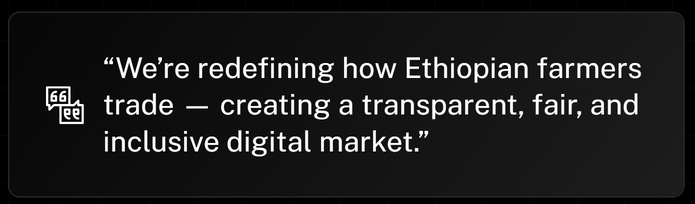 “We’re redefining how Ethiopian farmers
trade — creating a transparent, fair, and
inclusive digital market.”